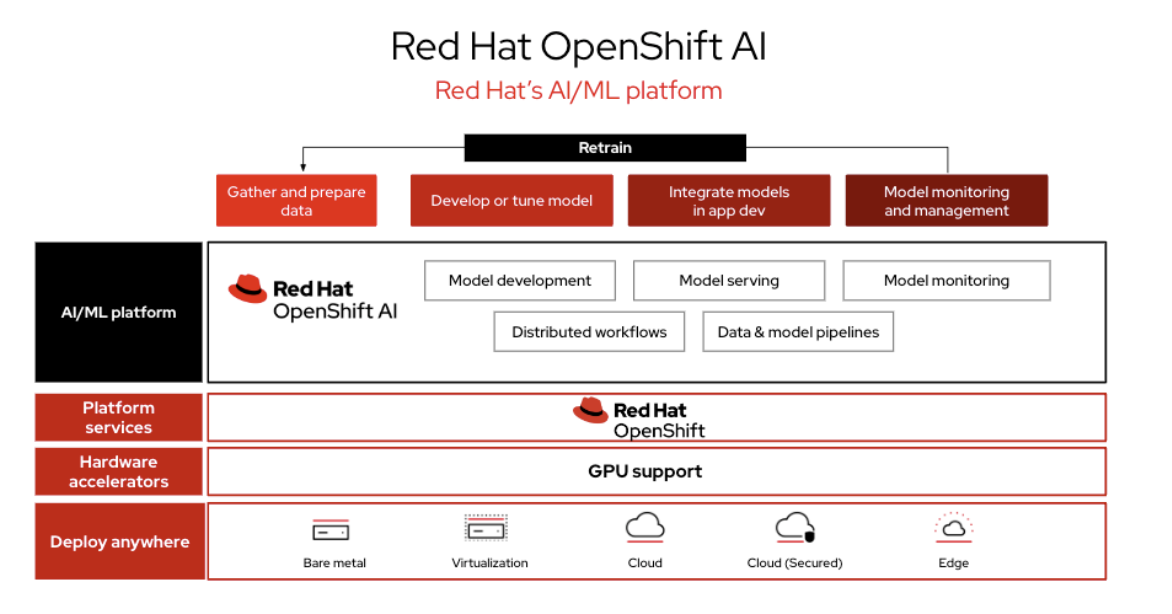 Red Hat OpenShift AI
Red Hat's AI/ML platform
Retrain
Gather and prepare
data
Develop or tune model
Integrate models
in app dev
Model monitoring
and management
AI/ML platform
Red Hat
OpenShift AI
Model development
Model serving
Model monitoring
Distributed workflows
Data & model pipelines
Platform
services
Red Hat
OpenShift
Hardware
accelerators
GPU support
Deploy anywhere
Bare metal
Virtualization
Cloud
Cloud (Secured)
Edge